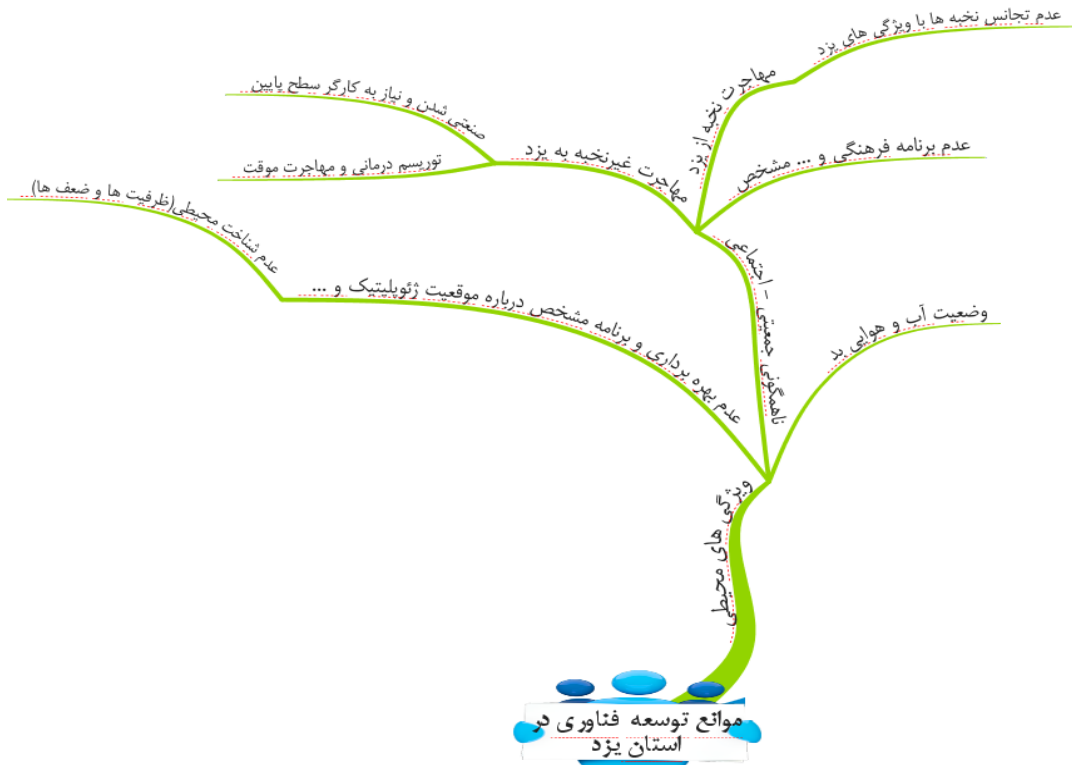 عدم تجانس نخبه ها با ویژگی های یزد
مهاجرت نخبه از یزد
صنعتی شدن و نیاز به کارگر سطح پایین
عدم برنامه فرهنگی و ... مشخص
مهاجرت غیرنخبه به یزد
توریسم درمانی و مهاجرت موقت
عدم شناخت محیطی(ظرفیت ها و ضعف ها)
ناهمگونی جمعیتی - اجتماعی
عدم بهره برداری و برنامه مشخص درباره موقعیت ژئوپلیتیک و ...
وضعیت آب و هوایی بد
ویژگی های محیطی
موانع توسعه فناوری در
استان یزد